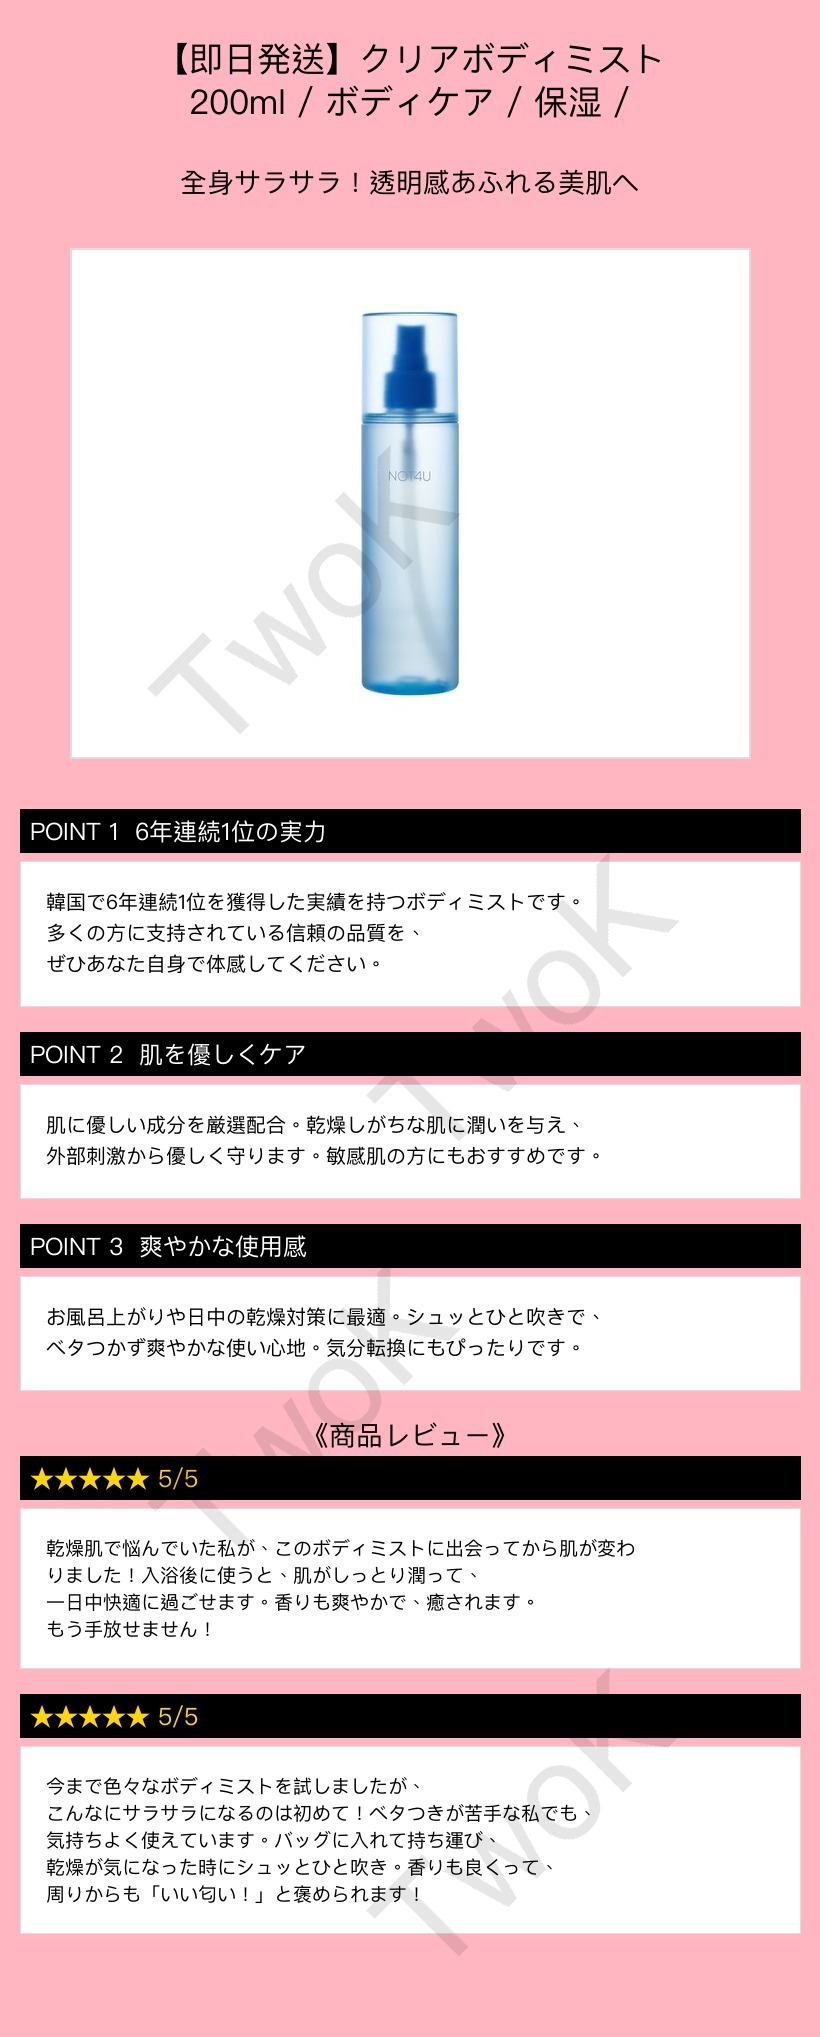 【即日発送】クリアボディミスト
200ml / ボディケア / 保湿 /
全身サラサラ！透明感あふれる美肌へ
NOT4U
TwoK
POINT 1 6年連続1位の実力
韓国で6年連続1位を獲得した実績を持つボディミストです。
多くの方に支持されている信頼の品質を、
ぜひあなた自身で体感してください。
TwoK
POINT 2 肌を優しくケア
肌に優しい成分を厳選配合。乾燥しがちな肌に潤いを与え、
外部刺激から優しく守ります。敏感肌の方にもおすすめです。
POINT 3 爽やかな使用感
お風呂上がりや日中の乾燥対策に最適。シュッとひと吹きで、
ベタつかず爽やかな使い心地。気分転換にもぴったりです。
TwoK
《商品レビュー》
★★★★★ 5/5
乾燥肌で悩んでいた私が、このボディミストに出会ってから肌が変わ
りました！入浴後に使うと、肌がしっとり潤って、
一日中快適に過ごせます。香りも爽やかで、癒されます。
もう手放せません！
★★★★★ 5/5
今まで色々なボディミストを試しましたが、
こんなにサラサラになるのは初めて！ベタつきが苦手な私でも、
気持ちよく使えています。バッグに入れて持ち運び、
乾燥が気になった時にシュッとひと吹き。香りも良くって、
周りからも「いい匂い！」と褒められます！
TwoK